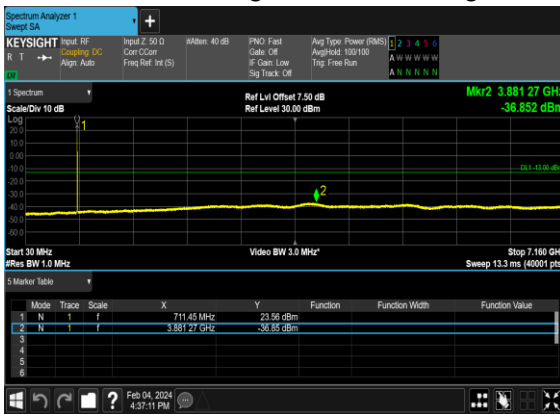 Spectrum Analyzer 1
Swept SA
KEYSIGHT Input: RF Input Z: 50 Ω #Atten: 40 dB PNO: Fast Avg Type: Power (RMS) 1 2 3 4 5 6
R T Coupling: DC Corr CCorr Gate: Off Avg|Hold: 100/100 A W W W W W
Align: Auto Freq Ref: Int (S) IF Gain: Low Trig: Free Run
LV Sig Track: Off A N N N N N
1 Spectrum Ref Lvl Offset 7.50 dB Mkr2 3.881 27 GHz
Scale/Div 10 dB Ref Level 30.00 dBm -36.852 dBm
Log
20.0 1
10.0
0.00
-10.0 DL1 -13.00 dBm
-20.0
-30.0 2
-40.0
-50.0
-60.0
Start 30 MHz Video BW 3.0 MHz* Stop 7.160 GHz
#Res BW 1.0 MHz Sweep 13.3 ms (40001 pts)
5 Marker Table
Mode Trace Scale X Y Function Function Width Function Value
1 N 1 f 711.45 MHz 23.56 dBm
2 N 1 f 3.881 27 GHz -36.85 dBm
3
4
5
6
? Feb 04, 2024
4:37:11 PM